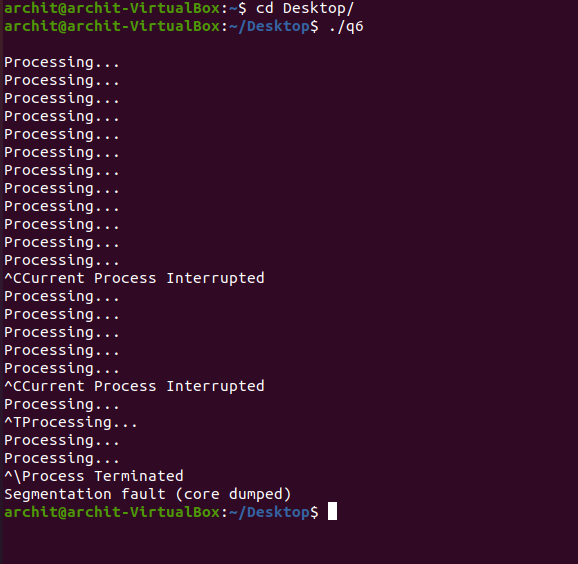 archit@archit-VirtualBox:~$ cd Desktop/
archit@archit-VirtualBox:~/Desktop$ ./q6
Processing...
Processing...
Processing...
Processing...
Processing...
Processing...
Processing...
Processing...
Processing...
Processing...
Processing...
Processing...
^CCurrent Process Interrupted
Processing...
Processing...
Processing...
Processing...
Processing...
^CCurrent Process Interrupted
Processing...
^TProcessing...
Processing...
Processing...
^\Process Terminated
Segmentation fault (core dumped)
archit@archit-VirtualBox:~/Desktop$